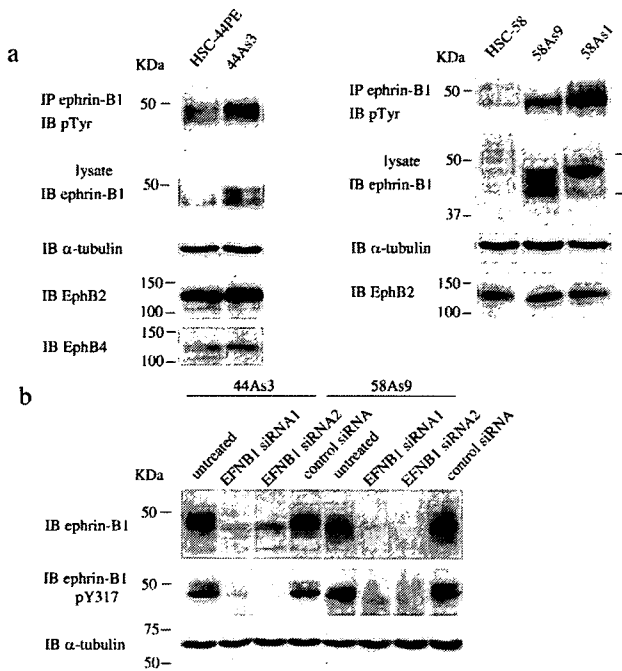 a
HSC-44PE
44As3
KDa
IP ephrin-B1
IB pTyr
50
lysate
IB ephrin-B1
50
IB α-tubulin
IB EphB2
150
100
IB EphB4
150
100
HSC-58
58As9
58As1
KDa
IP ephrin-B1
IB pTyr
50
lysate
IB ephrin-B1
50
37
IB α-tubulin
IB EphB2
150
100
b
44As3
58As9
untreated
EFNB1 siRNA1
EFNB1 siRNA2
control siRNA
untreated
EFNB1 siRNA1
EFNB1 siRNA2
control siRNA
KDa
IB ephrin-B1
50
IB ephrin-B1
pY317
50
IB α-tubulin
75
50